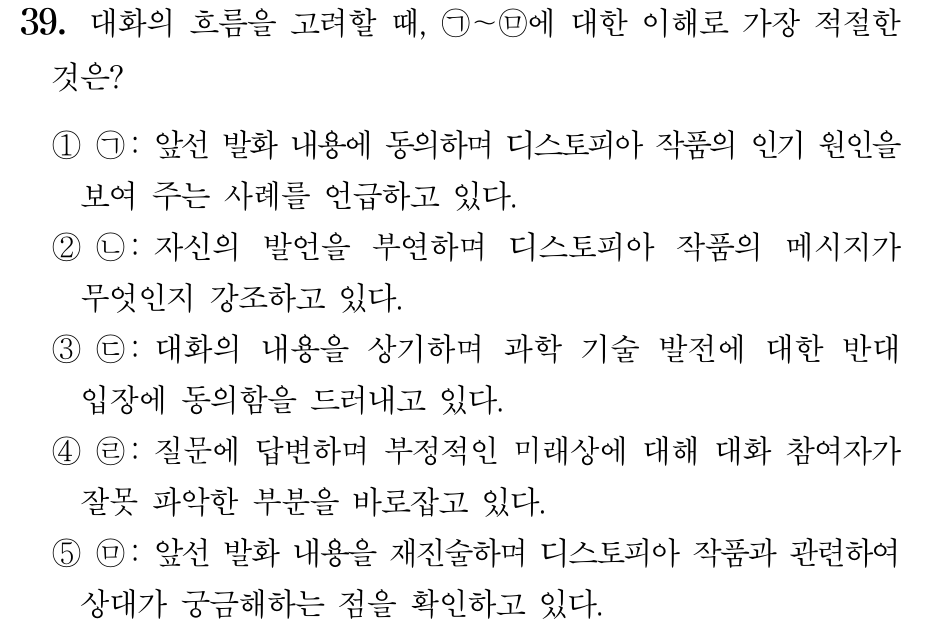 39. 대화의 흐름을 고려할 때, ㉠~㉤에 대한 이해로 가장 적절한
것은?
① ㉠: 앞선 발화 내용에 동의하며 디스토피아 작품의 인기 원인을
보여 주는 사례를 언급하고 있다.
② ㉡: 자신의 발언을 부연하며 디스토피아 작품의 메시지가
무엇인지 강조하고 있다.
③ ㉢: 대화의 내용을 상기하며 과학 기술 발전에 대한 반대
입장에 동의함을 드러내고 있다.
④ ㉣: 질문에 답변하며 부정적인 미래상에 대해 대화 참여자가
잘못 파악한 부분을 바로잡고 있다.
⑤ ㉤: 앞선 발화 내용을 재진술하며 디스토피아 작품과 관련하여
상대가 궁금해하는 점을 확인하고 있다.